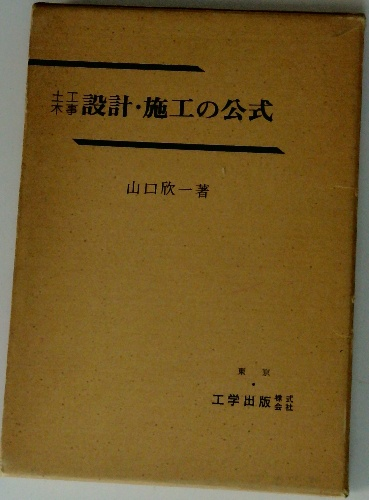 土木工事 設計・施工の公式
山口欣一著
東京
・
工学出版株式会社